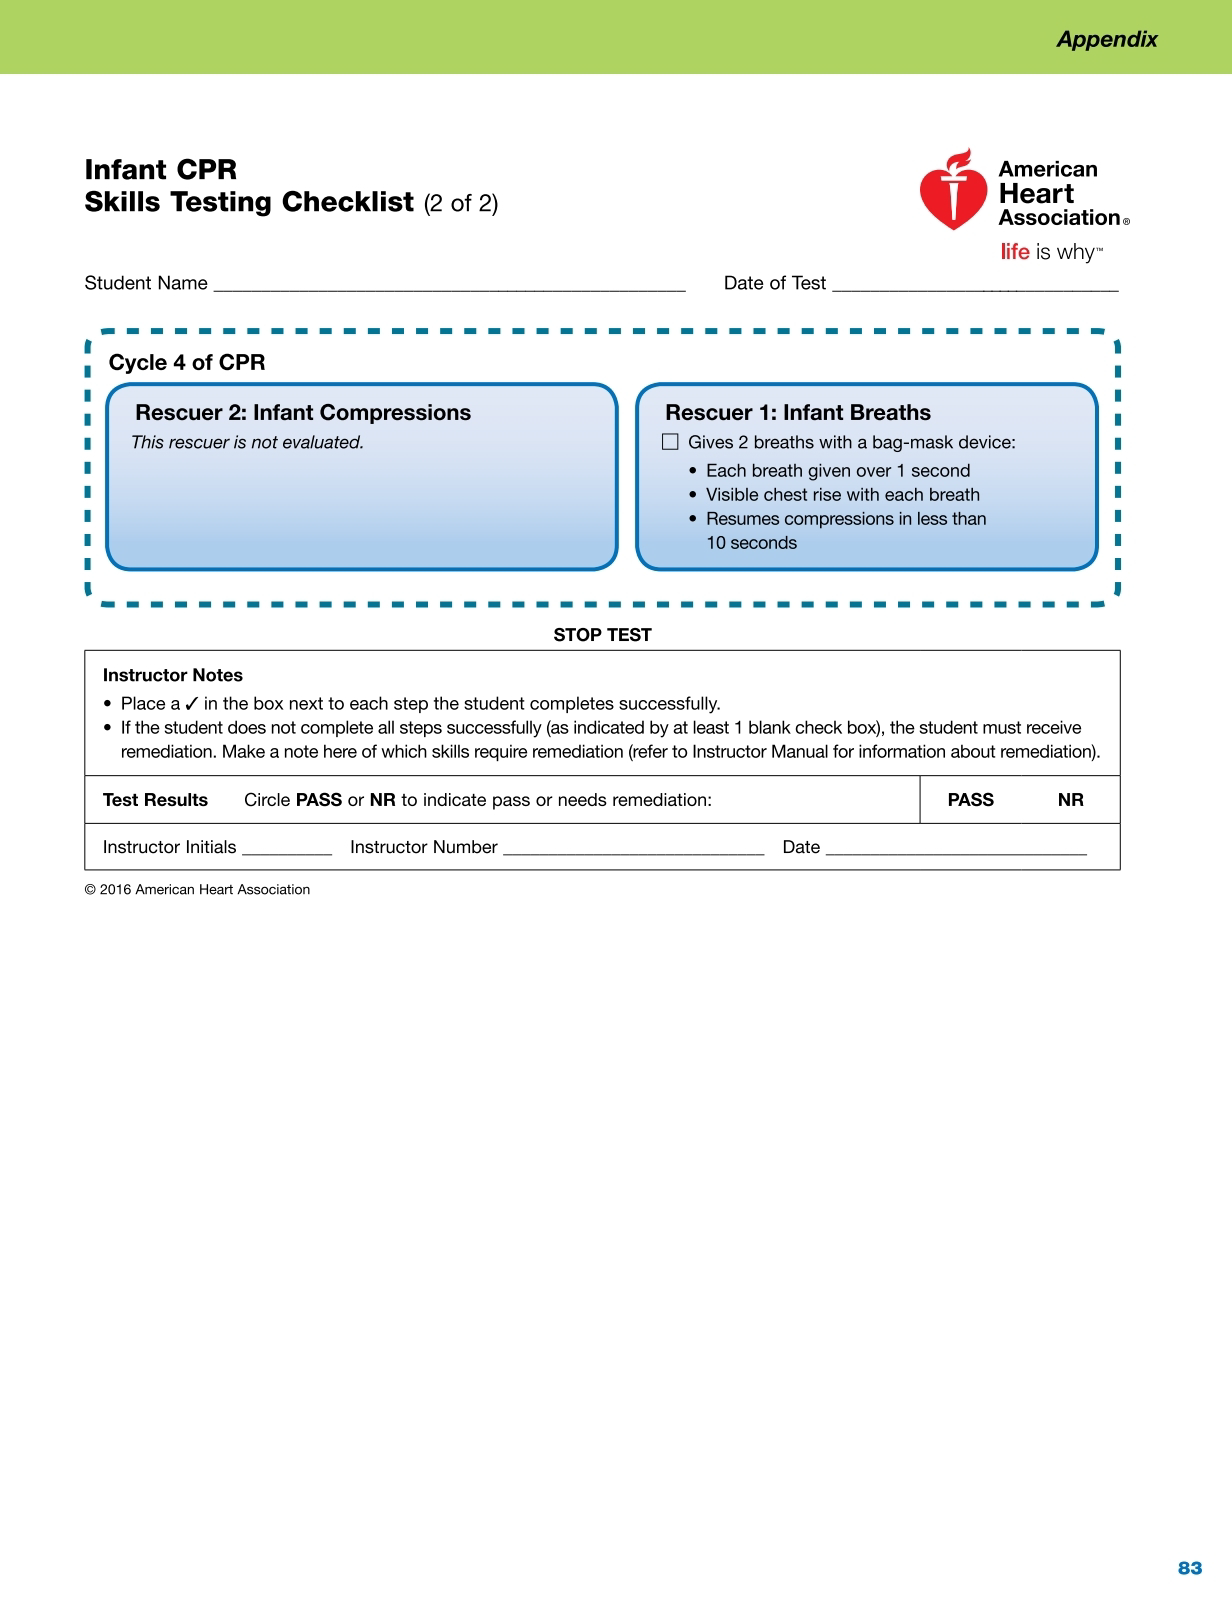 Appendix
Infant CPR
Skills Testing Checklist (2 of 2)
American
Heart
Association®
life is why™
Student Name ________________________ Date of Test ________________________
Cycle 4 of CPR
Rescuer 2: Infant Compressions
This rescuer is not evaluated.
Rescuer 1: Infant Breaths
☐ Gives 2 breaths with a bag-mask device:
• Each breath given over 1 second
• Visible chest rise with each breath
• Resumes compressions in less than
10 seconds
STOP TEST
Instructor Notes
• Place a ✓ in the box next to each step the student completes successfully.
• If the student does not complete all steps successfully (as indicated by at least 1 blank check box), the student must receive
remediation. Make a note here of which skills require remediation (refer to Instructor Manual for information about remediation).
Test Results Circle PASS or NR to indicate pass or needs remediation: PASS NR
Instructor Initials __________ Instructor Number ________________________ Date ________________________
© 2016 American Heart Association
83